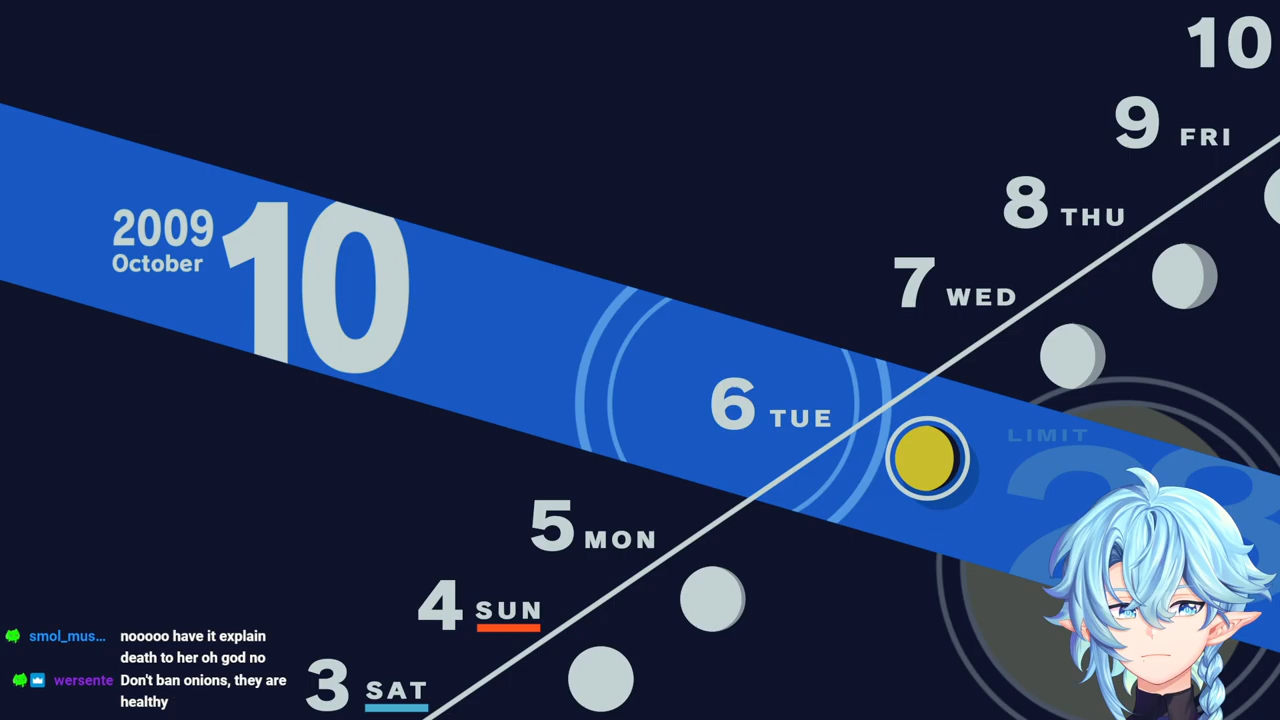 10
9 FRI
8 THU
2009
October
10
7 WED
6 TUE
LIMIT
5 MON
4 SUN
3 SAT
smol_mus... nooooo have it explain
death to her oh god no
wersente Don't ban onions, they are
healthy